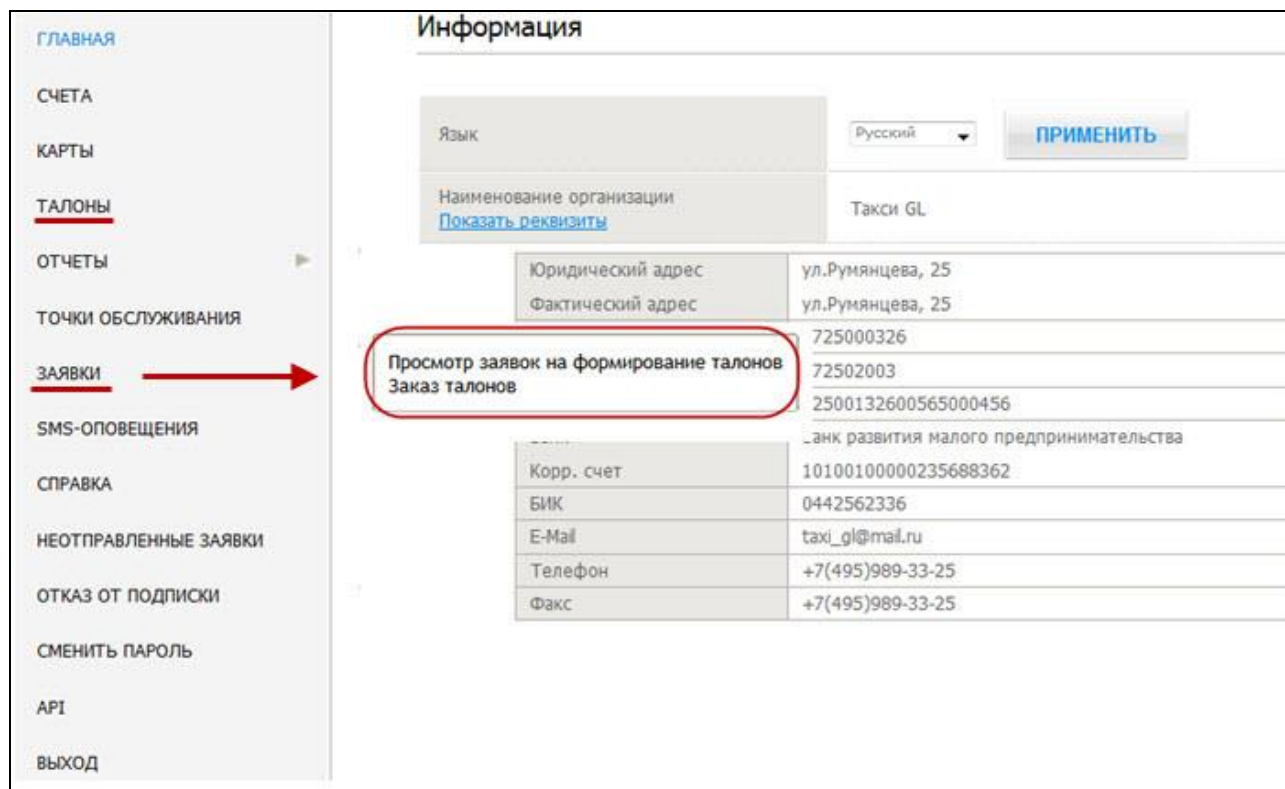 ГЛАВНАЯ
СЧЕТА
КАРТЫ
ТАЛОНЫ
ОТЧЕТЫ
ТОЧКИ ОБСЛУЖИВАНИЯ
ЗАЯВКИ
SMS-ОПОВЕЩЕНИЯ
СПРАВКА
НЕОТПРАВЛЕННЫЕ ЗАЯВКИ
ОТКАЗ ОТ ПОДПИСКИ
СМЕНИТЬ ПАРОЛЬ
API
ВЫХОД
Информация
Язык Русский ПРИМЕНИТЬ
Наименование организации
Показать реквизиты
Такси GL
Юридический адрес ул.Румянцева, 25
Фактический адрес ул.Румянцева, 25
725000326
Просмотр заявок на формирование талонов
Заказ талонов
72502003
2500132600565000456
развития малого предпринимательства
Корр. счет 10100100000235688362
БИК 0442562336
E-Mail taxi_gl@mail.ru
Телефон +7(495)989-33-25
Факс +7(495)989-33-25